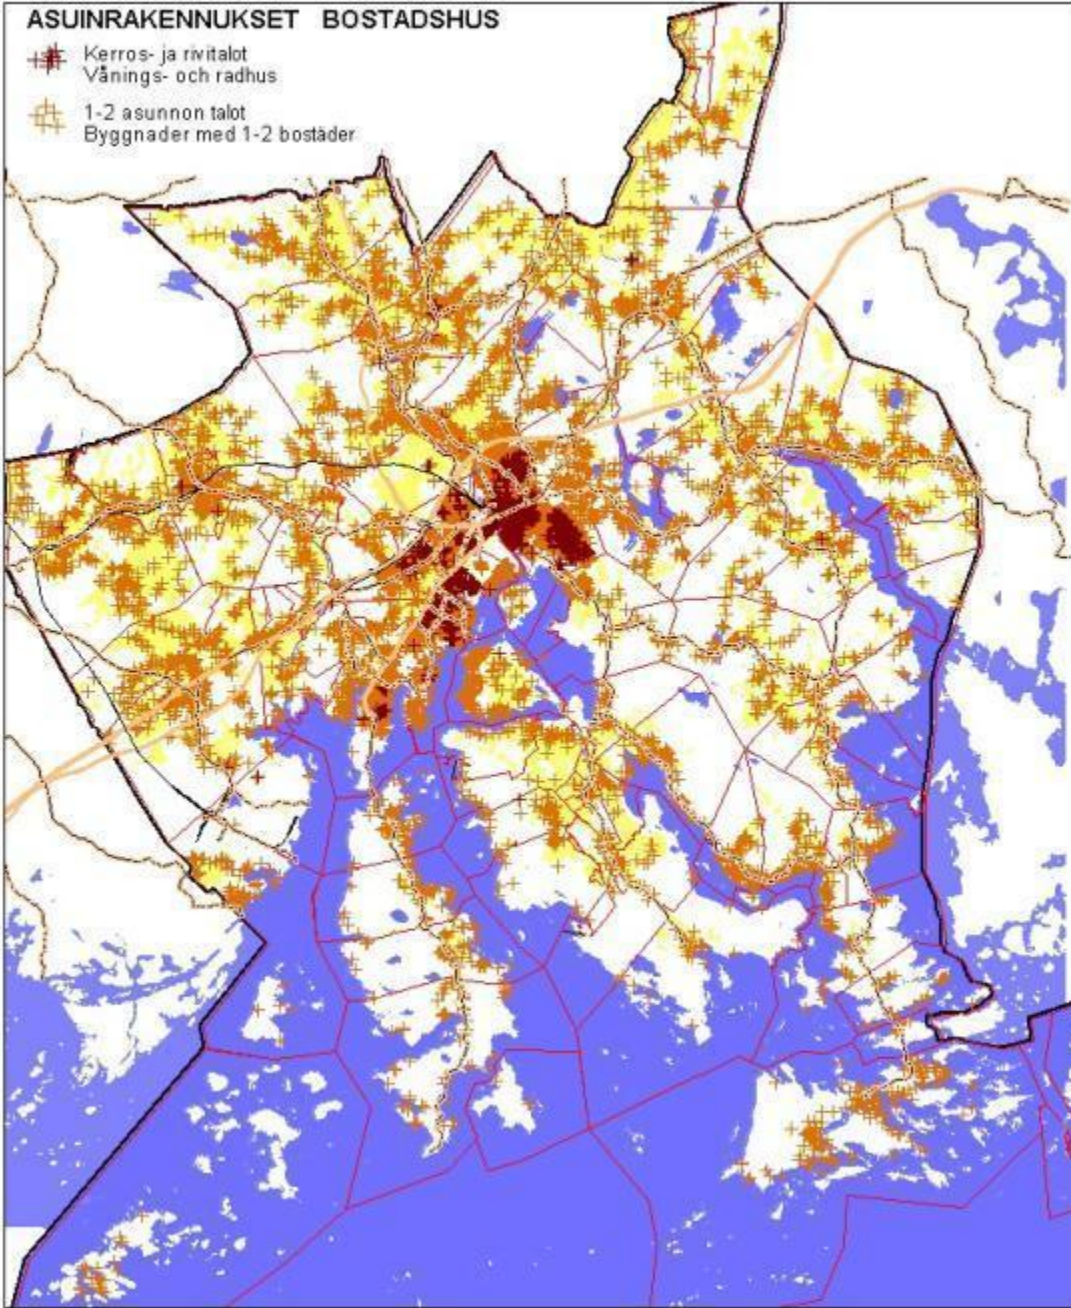 ASUINRAKENNUKSET BOSTADSHUS
Kerros- ja rivitalot
Vånings- och radhus
1-2 asunnon talot
Byggnader med 1-2 bostäder